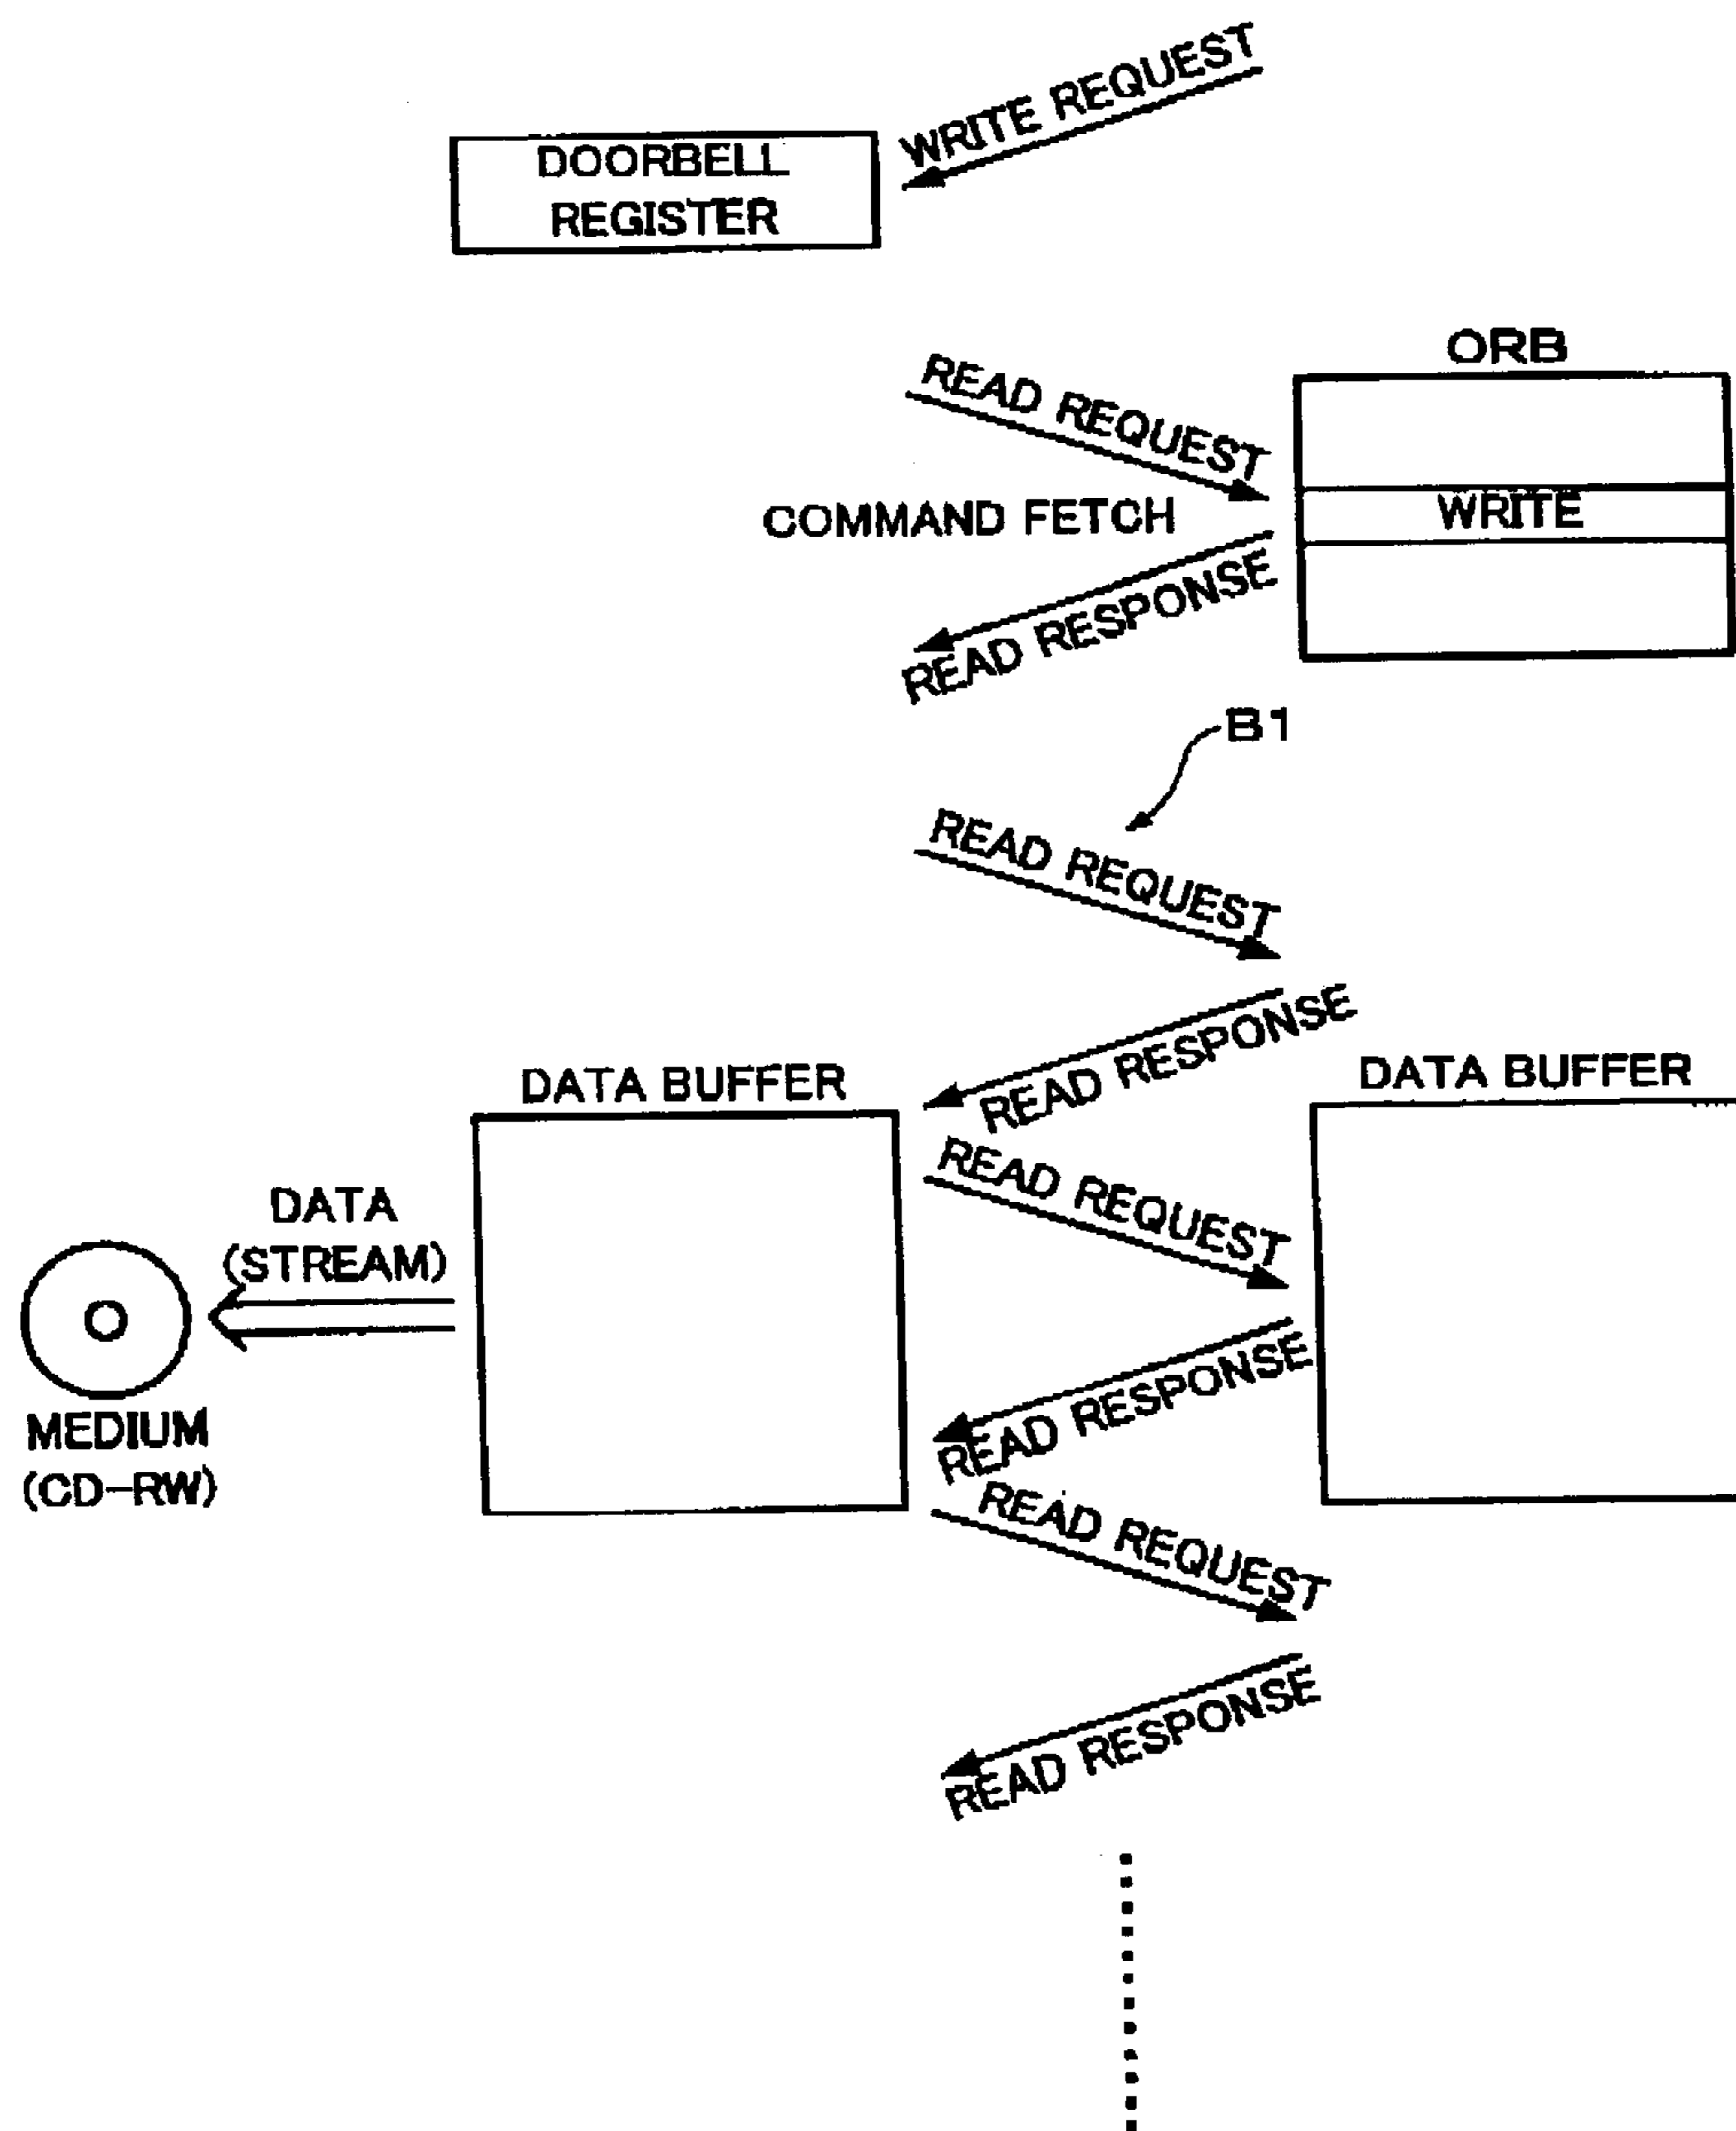 WRITE REQUEST
DOORBELL
REGISTER
ORB
READ REQUEST
COMMAND FETCH
WRITE
READ RESPONSE
B1
READ REQUEST
READ RESPONSE
DATA BUFFER
DATA BUFFER
READ REQUEST
DATA
(STREAM)
READ RESPONSE
MEDIUM
(CD-RW)
READ REQUEST
READ RESPONSE